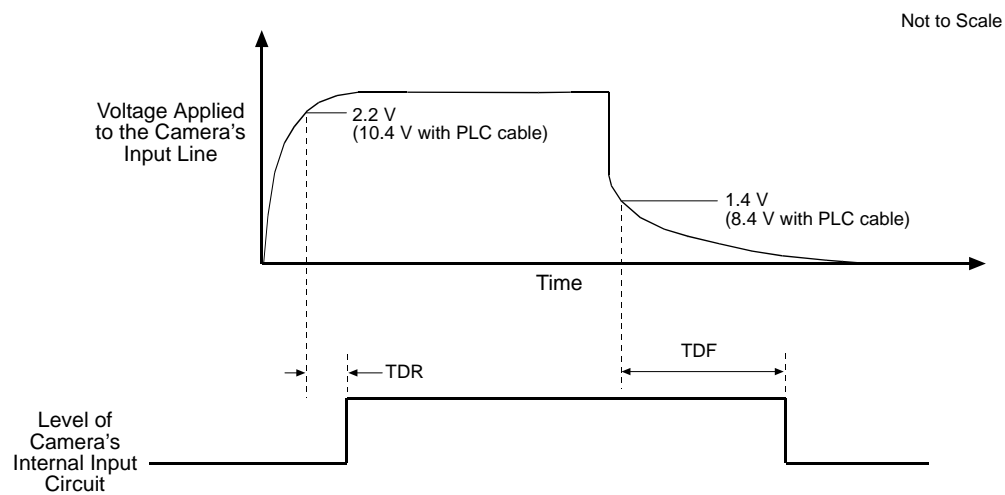 Not to Scale
Voltage Applied
to the Camera's
Input Line
2.2 V
(10.4 V with PLC cable)
1.4 V
(8.4 V with PLC cable)
Time
TDR
TDF
Level of
Camera's
Internal Input
Circuit